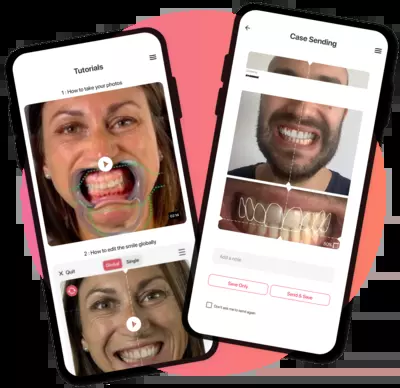 Tutorials
1 : How to take your photos
2 : How to edit the smile globally
Quit
Global
Single
Case Sending
Add a note
Save Only
Send & Save
Don't ask me to send again